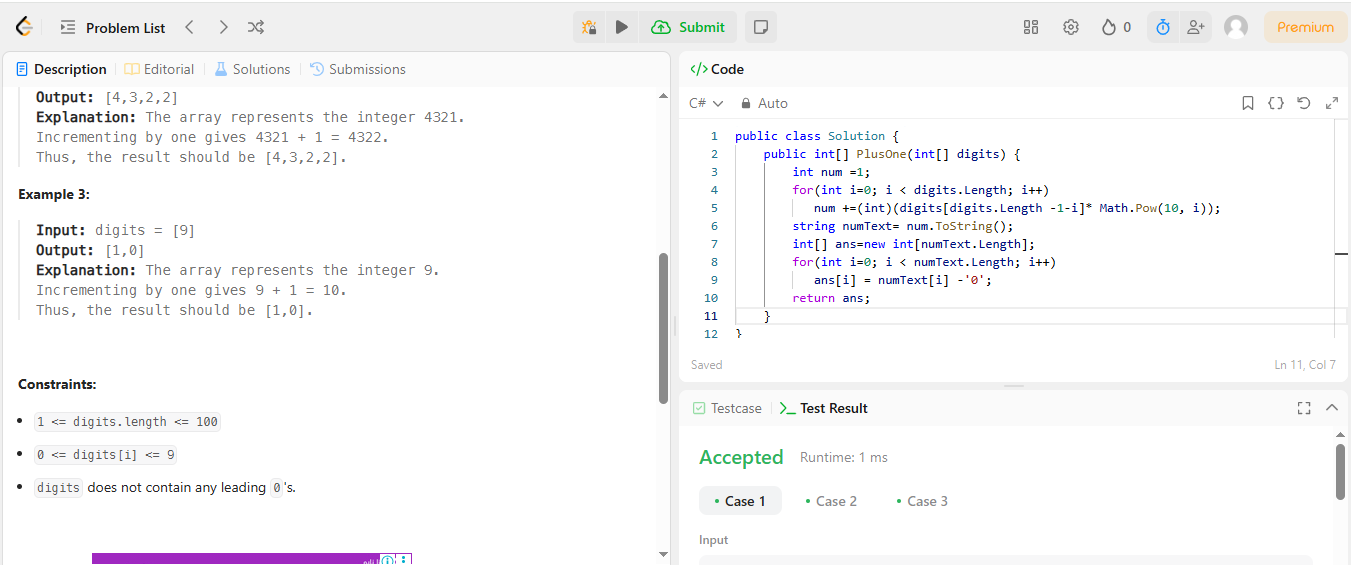 Problem List
Submit
0
Premium
Description
Editorial
Solutions
Submissions
Output: [4,3,2,2]
Explanation: The array represents the integer 4321.
Incrementing by one gives 4321 + 1 = 4322.
Thus, the result should be [4,3,2,2].
Example 3:
Input: digits = [9]
Output: [1,0]
Explanation: The array represents the integer 9.
Incrementing by one gives 9 + 1 = 10.
Thus, the result should be [1,0].
Constraints:
• 1 <= digits.length <= 100
• 0 <= digits[i] <= 9
• digits does not contain any leading 0's.
</> Code
C# Auto
1 public class Solution {
2 public int[] PlusOne(int[] digits) {
3 int num =1;
4 for(int i=0; i < digits.Length; i++)
5 num +=(int)(digits[digits.Length -1-i]* Math.Pow(10, i));
6 string numText= num.ToString();
7 int[] ans=new int[numText.Length];
8 for(int i=0; i < numText.Length; i++)
9 ans[i] = numText[i] -'0';
10 return ans;
11 }
12 }
Saved
Ln 11, Col 7
Testcase
Test Result
Accepted Runtime: 1 ms
• Case 1 • Case 2 • Case 3
Input